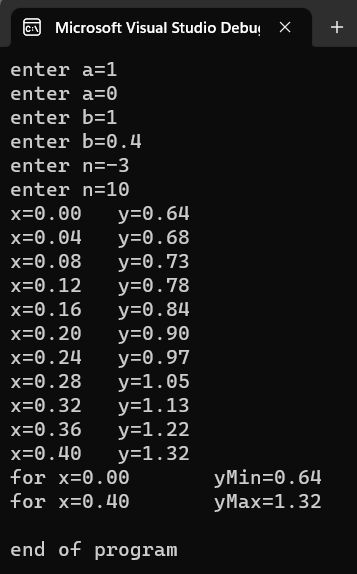 Microsoft Visual Studio Debu
enter a=1
enter a=0
enter b=1
enter b=0.4
enter n=-3
enter n=10
x=0.00   y=0.64
x=0.04   y=0.68
x=0.08   y=0.73
x=0.12   y=0.78
x=0.16   y=0.84
x=0.20   y=0.90
x=0.24   y=0.97
x=0.28   y=1.05
x=0.32   y=1.13
x=0.36   y=1.22
x=0.40   y=1.32
for x=0.00       yMin=0.64
for x=0.40       yMax=1.32
end of program